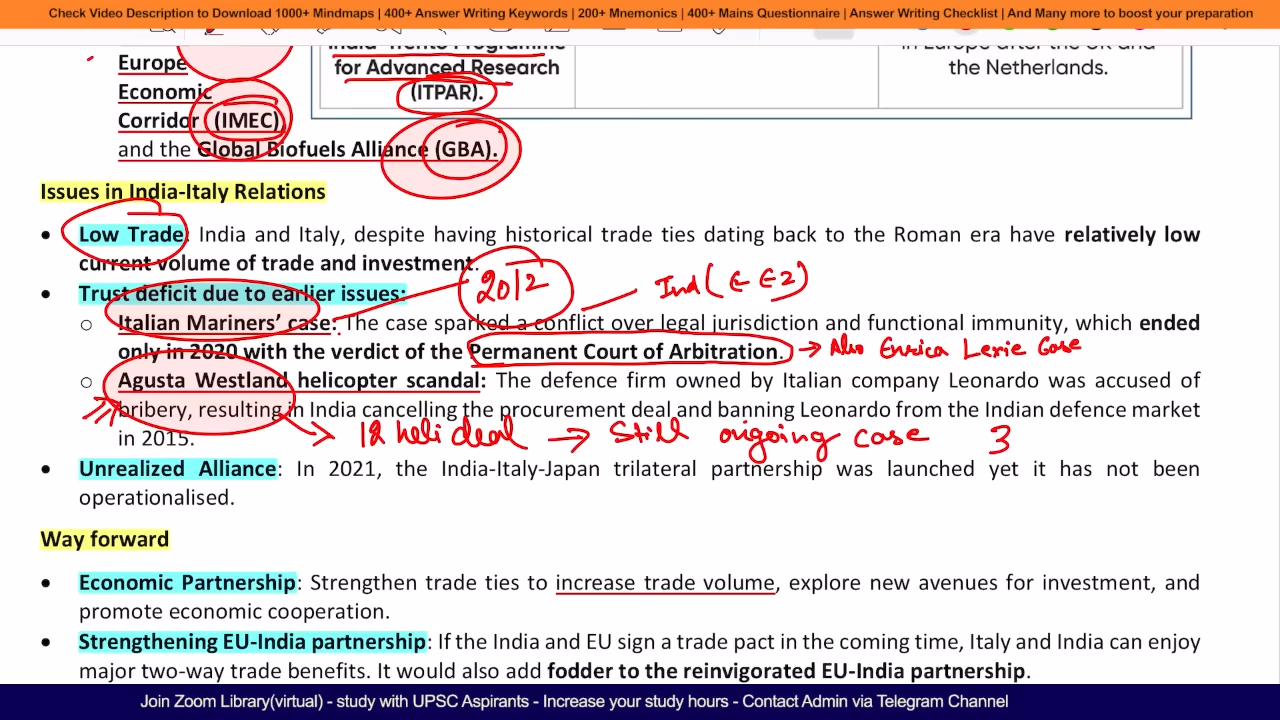 Check Video Description to Download 1000+ Mindmaps | 400+ Answer Writing Keywords | 200+ Mnemonics | 400+ Mains Questionnaire | Answer Writing Checklist | And Many more to boost your preparation
India-Trento Programme
for Advanced Research
(ITPAR).
in Europe after the UK and
the Netherlands.
Europe
Economic
Corridor (IMEC),
and the Global Biofuels Alliance (GBA).
Issues in India-Italy Relations
• Low Trade: India and Italy, despite having historical trade ties dating back to the Roman era have relatively low
current volume of trade and investment.
2012
Ind (EEZ)
• Trust deficit due to earlier issues:
o Italian Mariners' case: The case sparked a conflict over legal jurisdiction and functional immunity, which ended
only in 2020 with the verdict of the Permanent Court of Arbitration. → Also Enrica Lexie Case
o Agusta Westland helicopter scandal: The defence firm owned by Italian company Leonardo was accused of
bribery, resulting in India cancelling the procurement deal and banning Leonardo from the Indian defence market
in 2015.
12 heli deal → Still ongoing case 3
• Unrealized Alliance: In 2021, the India-Italy-Japan trilateral partnership was launched yet it has not been
operationalised.
Way forward
• Economic Partnership: Strengthen trade ties to increase trade volume, explore new avenues for investment, and
promote economic cooperation.
• Strengthening EU-India partnership: If the India and EU sign a trade pact in the coming time, Italy and India can enjoy
major two-way trade benefits. It would also add fodder to the reinvigorated EU-India partnership.
Join Zoom Library(virtual) - study with UPSC Aspirants - Increase your study hours - Contact Admin via Telegram Channel